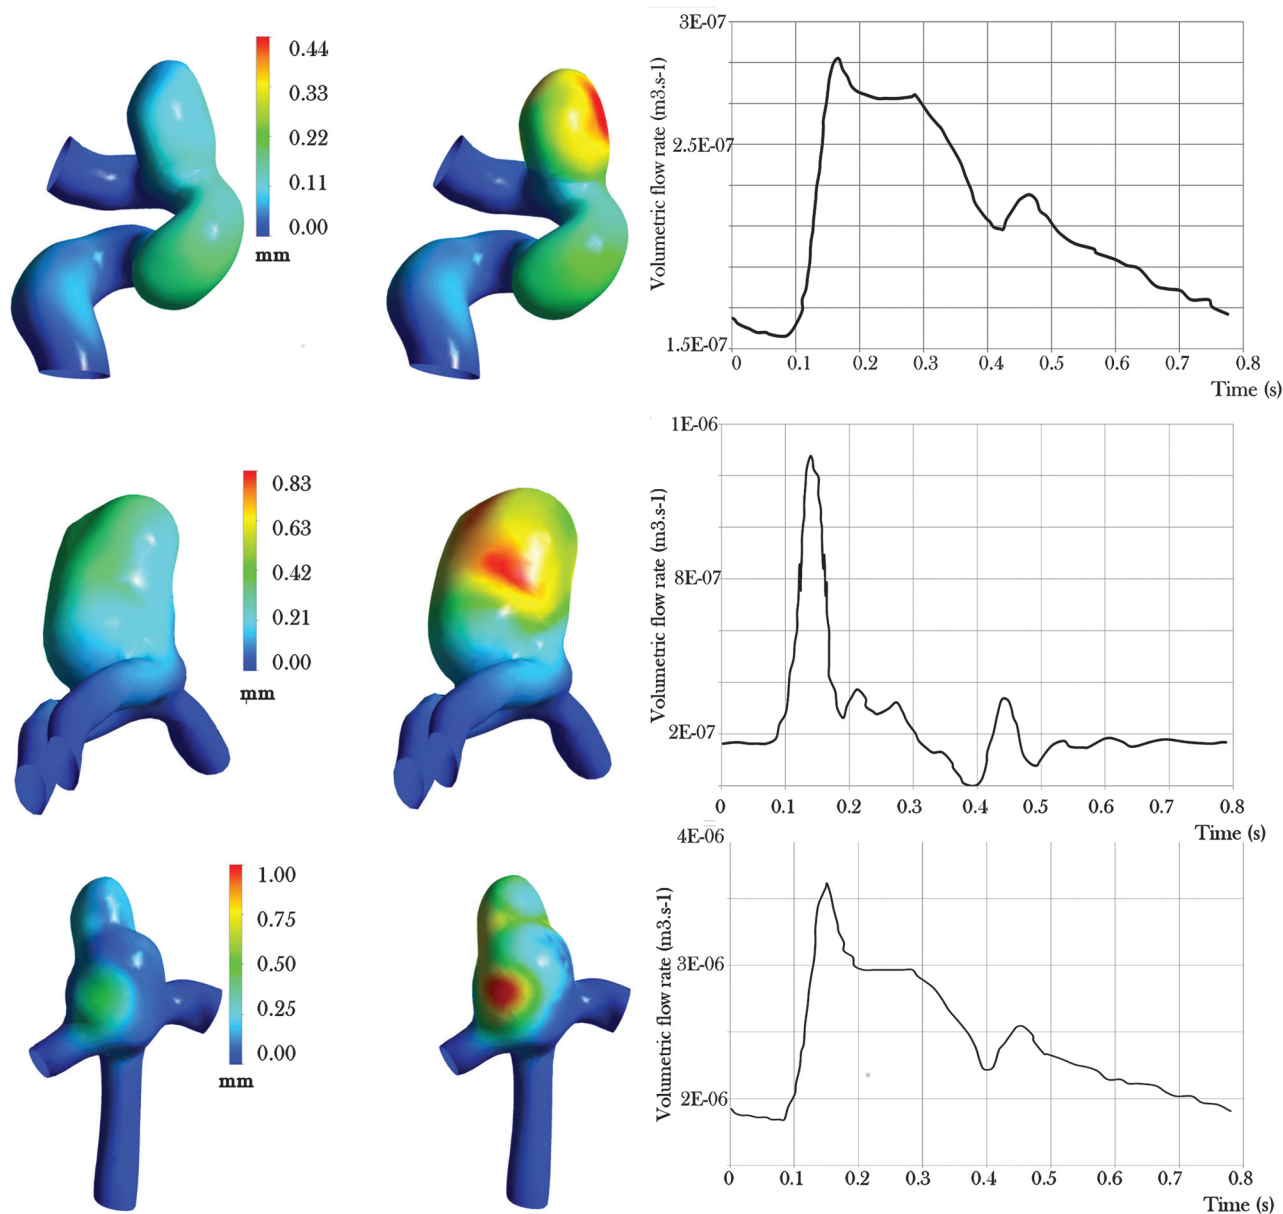 0.44
0.33
0.22
0.11
0.00
mm
3E-07
2.5E-07
1.5E-07
Volumetric flow rate (m3.s-1)
0 0.1 0.2 0.3 0.4 0.5 0.6 0.7 0.8
Time (s)
0.83
0.63
0.42
0.21
0.00
mm
1E-06
8E-07
2E-07
Volumetric flow rate (m3.s-1)
0 0.1 0.2 0.3 0.4 0.5 0.6 0.7 0.8
Time (s)
1.00
0.75
0.50
0.25
0.00
mm
4E-06
3E-06
2E-06
Volumetric flow rate (m3.s-1)
0 0.1 0.2 0.3 0.4 0.5 0.6 0.7 0.8
Time (s)